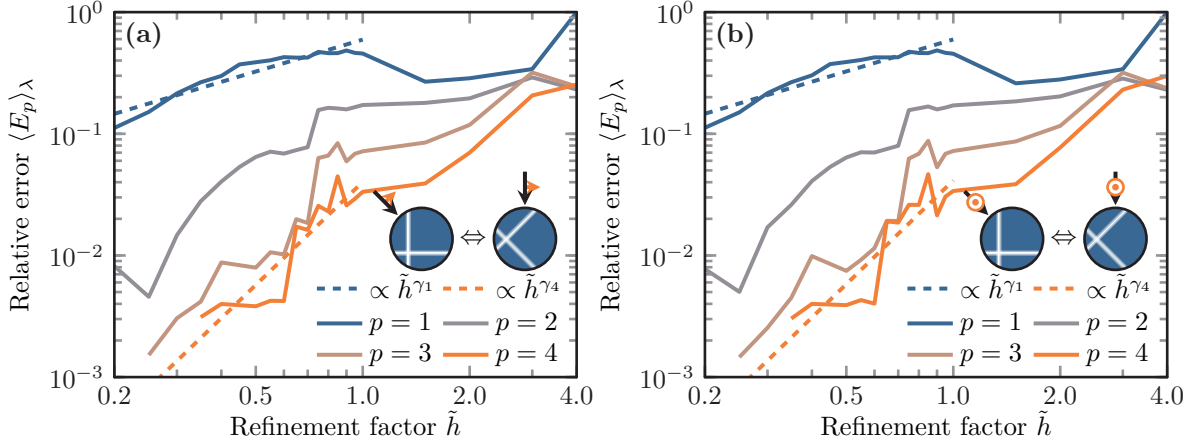 (a)
Relative error ⟨E_p⟩_λ
10^0
10^−1
10^−2
10^−3
⇔
∝ h̃^γ1 ∝ h̃^γ4
p = 1 p = 2
p = 3 p = 4
0.2 0.5 1.0 2.0 4.0
Refinement factor h̃
(b)
Relative error ⟨E_p⟩_λ
10^0
10^−1
10^−2
10^−3
⇔
∝ h̃^γ1 ∝ h̃^γ4
p = 1 p = 2
p = 3 p = 4
0.2 0.5 1.0 2.0 4.0
Refinement factor h̃